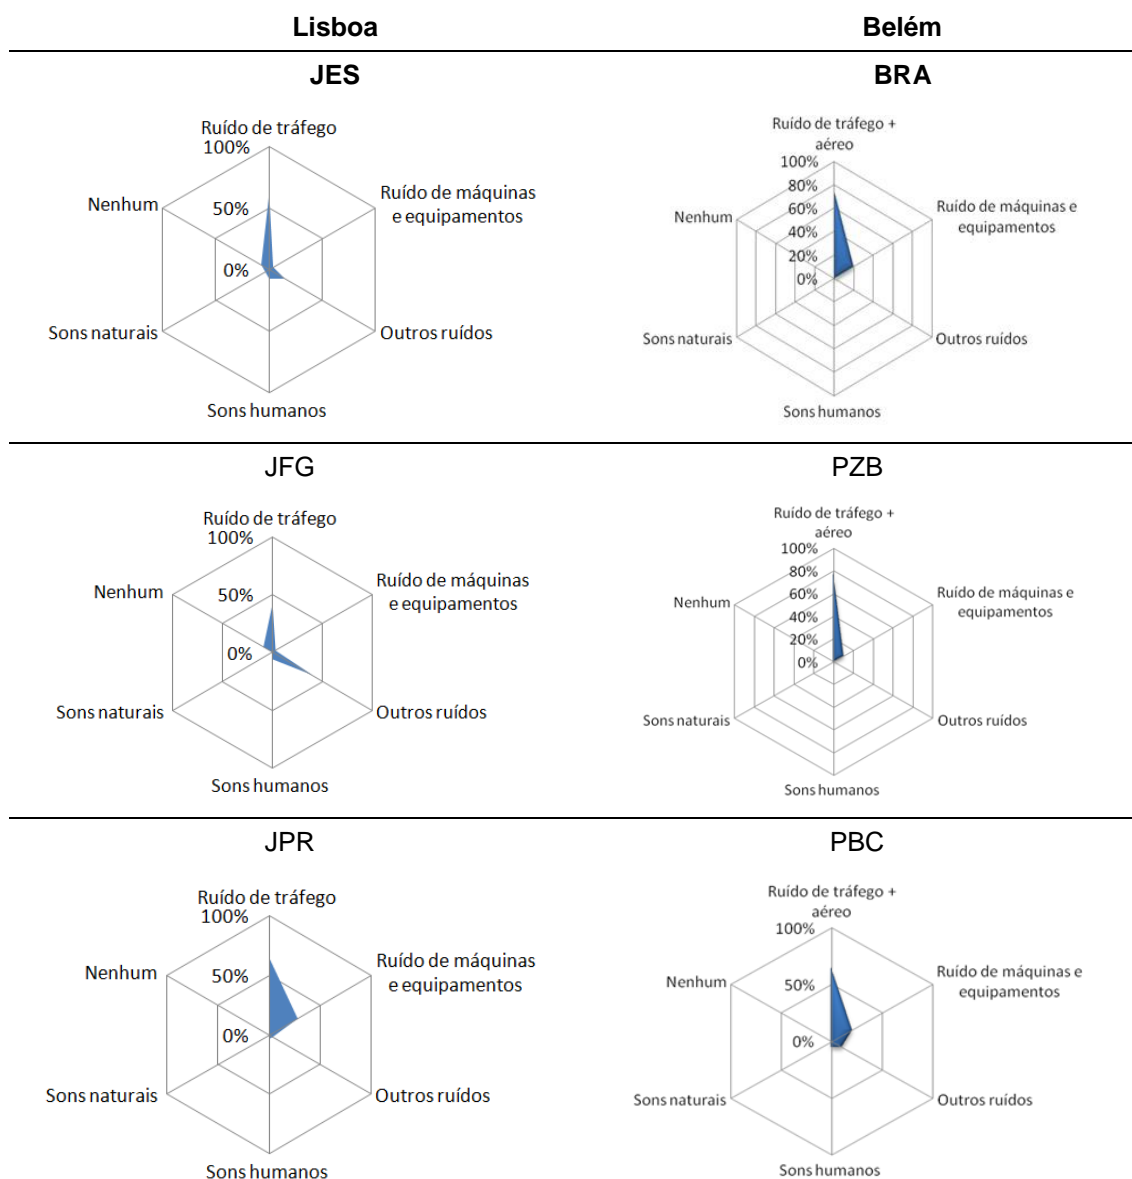 Lisboa
Belém
JES
BRA
Ruído de tráfego
100%
Ruído de máquinas
e equipamentos
Nenhum
50%
0%
Sons naturais
Outros ruídos
Sons humanos
Ruído de tráfego +
aéreo
100%
80%
Ruído de máquinas e
equipamentos
Nenhum
60%
40%
20%
0%
Sons naturais
Outros ruídos
Sons humanos
JFG
PZB
Ruído de tráfego
100%
Ruído de máquinas
e equipamentos
Nenhum
50%
0%
Sons naturais
Outros ruídos
Sons humanos
Ruído de tráfego +
aéreo
100%
80%
Ruído de máquinas e
equipamentos
Nenhum
60%
40%
20%
0%
Sons naturais
Outros ruídos
Sons humanos
JPR
PBC
Ruído de tráfego
100%
Ruído de máquinas
e equipamentos
Nenhum
50%
0%
Sons naturais
Outros ruídos
Sons humanos
Ruído de tráfego +
aéreo
100%
Ruído de máquinas e
equipamentos
Nenhum
50%
0%
Sons naturais
Outros ruídos
Sons humanos